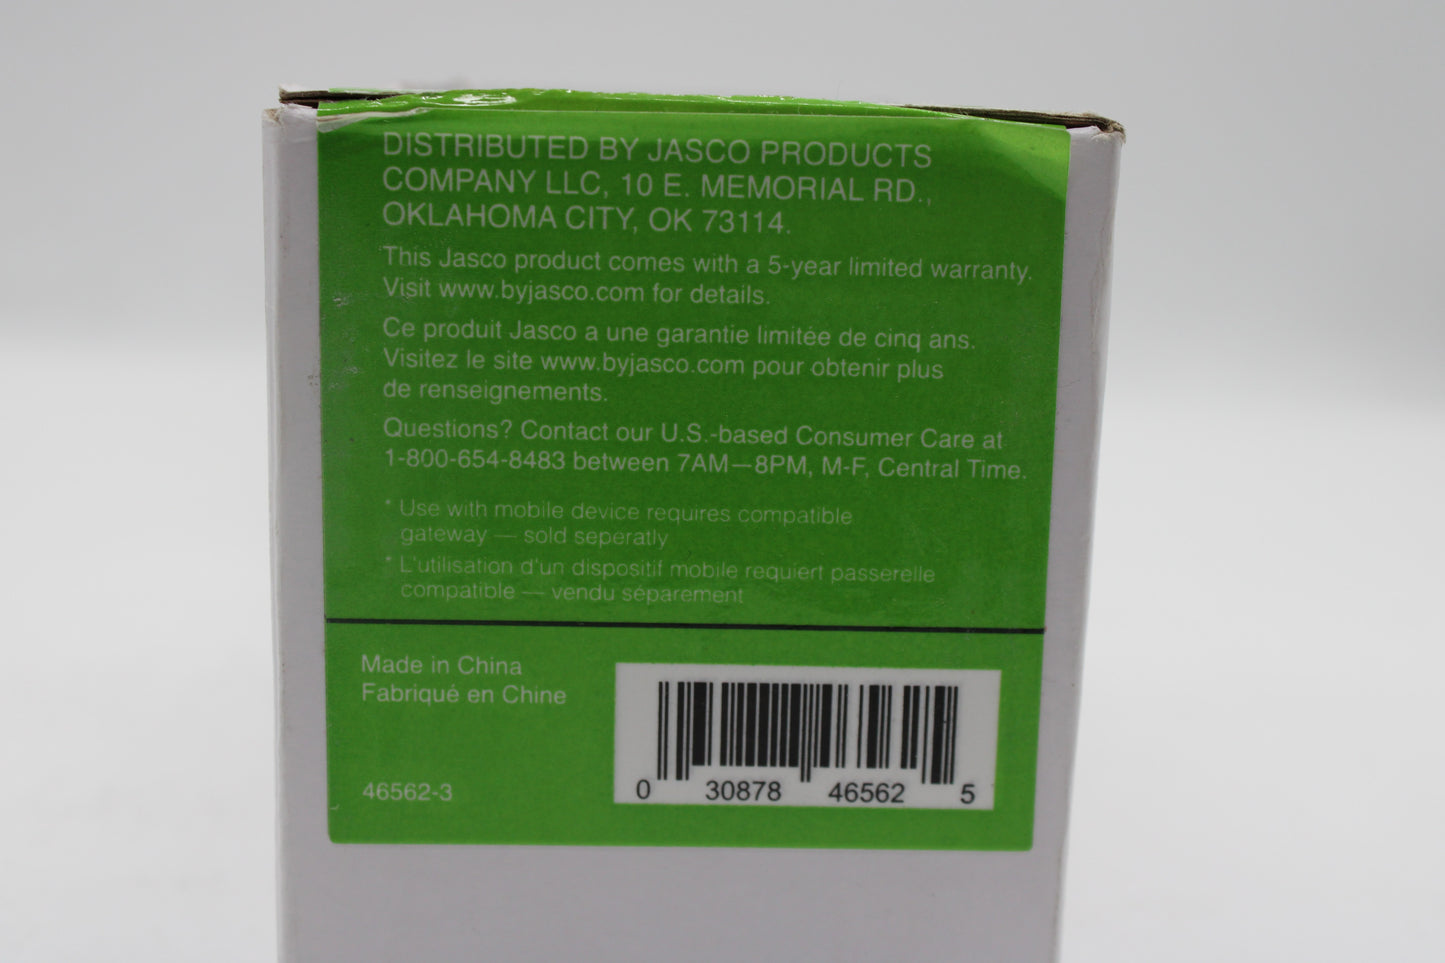 DISTRIBUTED BY JASCO PRODUCTS
COMPANY LLC, 10 E. MEMORIAL RD.,
OKLAHOMA CITY, OK 73114.
This Jasco product comes with a 5-year limited warranty.
Visit www.byjasco.com for details.
Ce produit Jasco a une garantie limitée de cinq ans.
Visitez le site www.byjasco.com pour obtenir plus
de renseignements.
Questions? Contact our U.S.-based Consumer Care at
1-800-654-8483 between 7AM—8PM, M-F, Central Time.
* Use with mobile device requires compatible
gateway — sold seperatly
* L'utilisation d'un dispositif mobile requiert passerelle
compatible — vendu séparement
Made in China
Fabriqué en Chine
46562-3
0 30878 46562 5